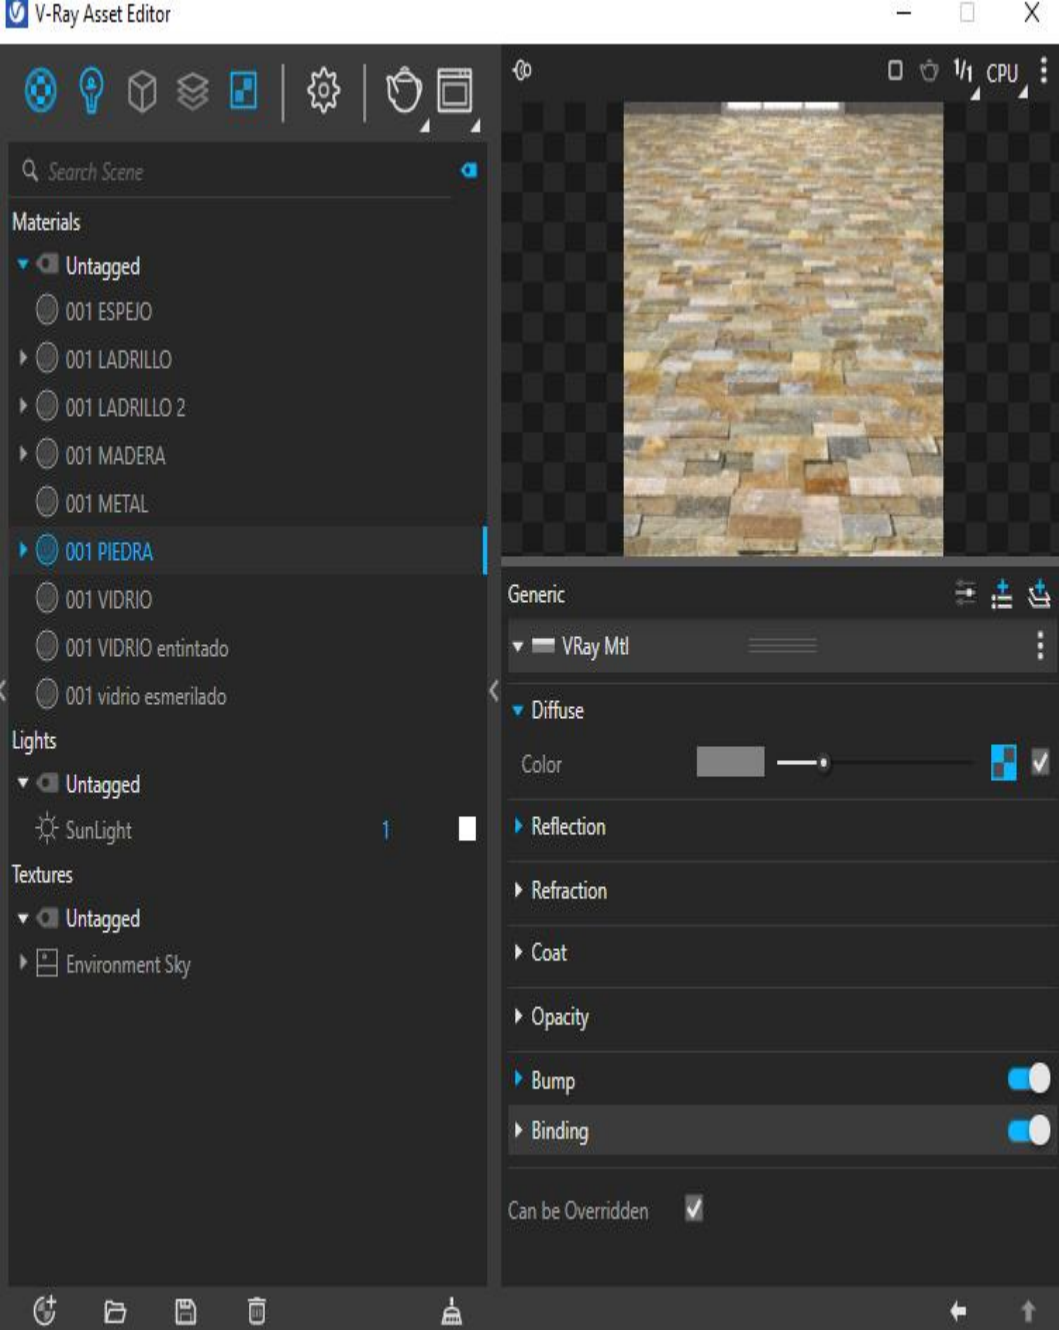 V-Ray Asset Editor
1/1 CPU
Search Scene
Materials
Untagged
001 ESPEJO
001 LADRILLO
001 LADRILLO 2
001 MADERA
001 METAL
001 PIEDRA
001 VIDRIO
001 VIDRIO entintado
001 vidrio esmerilado
Lights
Untagged
SunLight 1
Textures
Untagged
Environment Sky
Generic
VRay Mtl
Diffuse
Color
Reflection
Refraction
Coat
Opacity
Bump
Binding
Can be Overridden